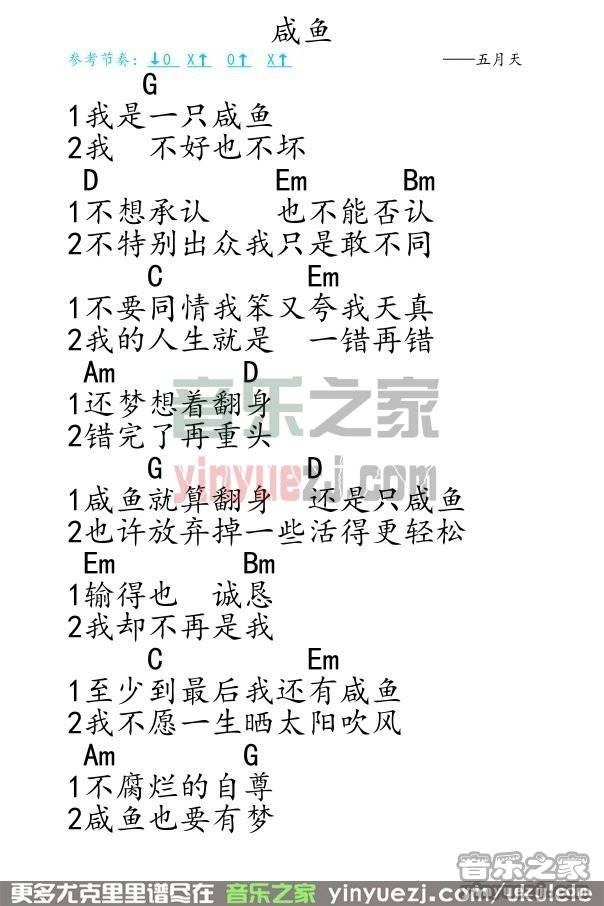 咸鱼
参考节奏：↓O X↑ O↑ X↑ ——五月天
G
1我是一只咸鱼
2我 不好也不坏
D Em Bm
1不想承认 也不能否认
2不特别出众我只是敢不同
C Em
1不要同情我笨又夸我天真
2我的人生就是 一错再错
Am D
1还梦想着翻身
2错完了再重头
音乐之家
yinyuezj.com
G D
1咸鱼就算翻身 还是只咸鱼
2也许放弃掉一些活得更轻松
Em Bm
1输得也 诚恳
2我却不再是我
C Em
1至少到最后我还有咸鱼
2我不愿一生晒太阳吹风
Am G
1不腐烂的自尊
2咸鱼也要有梦
音乐之家
更多尤克里里谱尽在 音乐之家 yinyuezj.com/ukulele